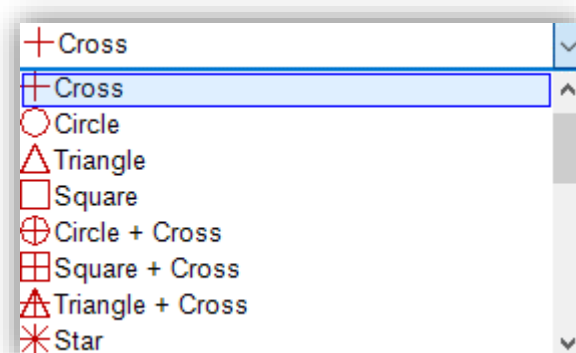 Cross
Cross
Circle
Triangle
Square
Circle + Cross
Square + Cross
Triangle + Cross
Star